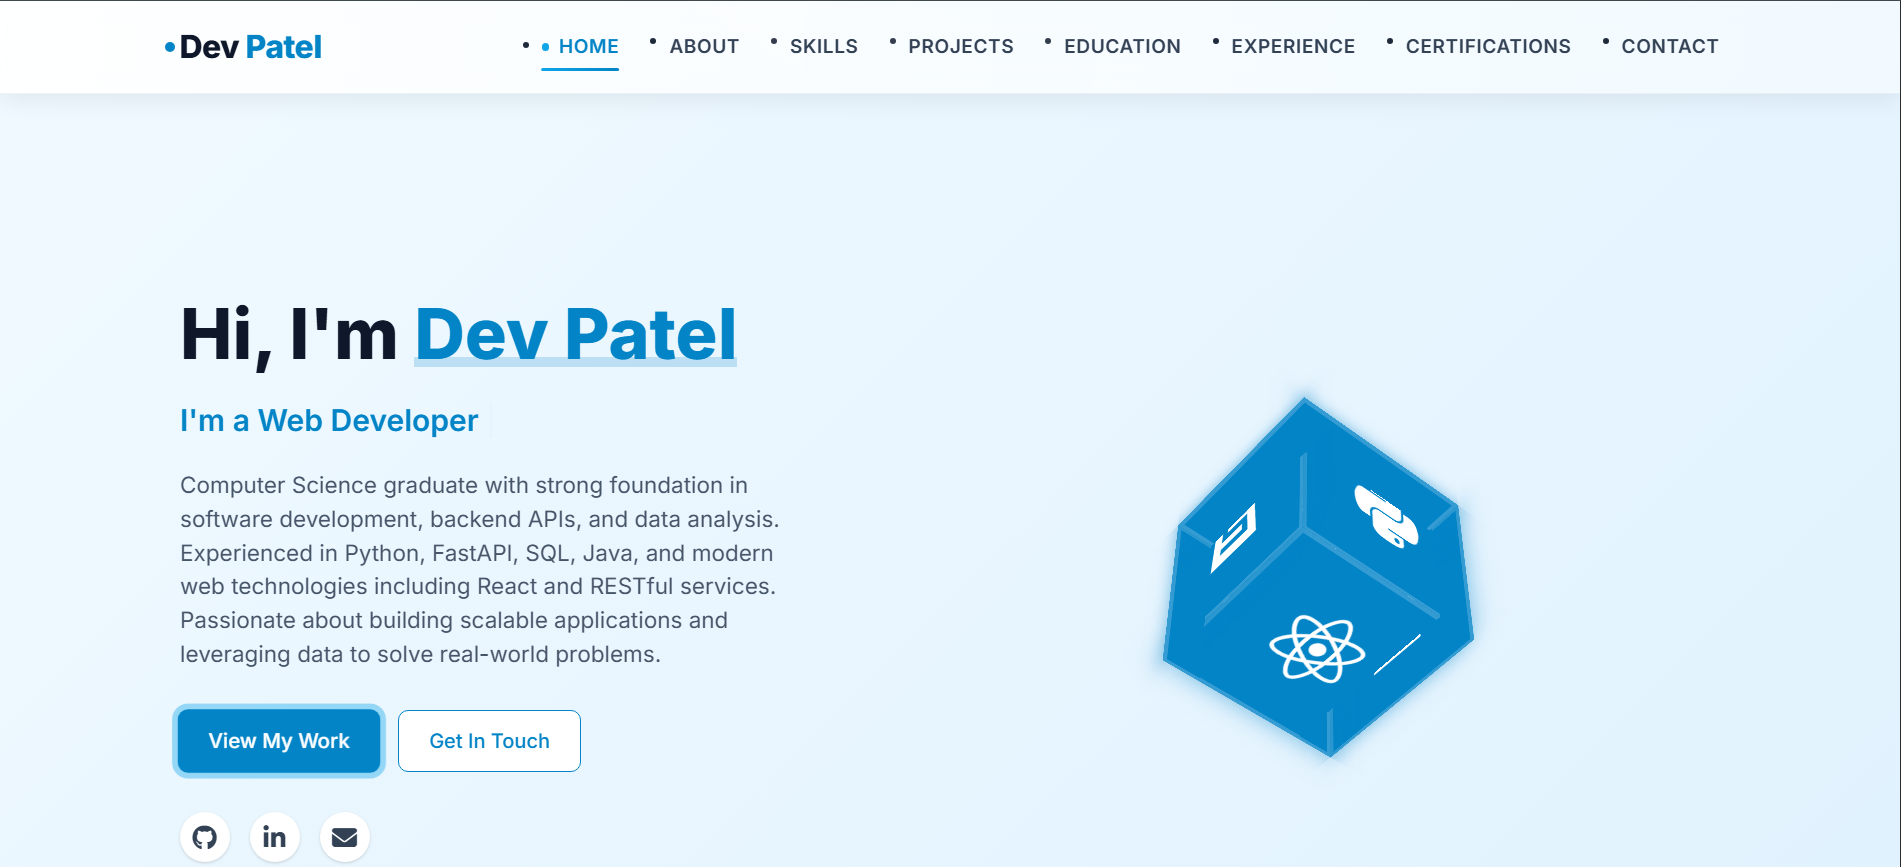 Dev Patel
HOME ABOUT SKILLS PROJECTS EDUCATION EXPERIENCE CERTIFICATIONS CONTACT
Hi, I'm Dev Patel
I'm a Web Developer
Computer Science graduate with strong foundation in
software development, backend APIs, and data analysis.
Experienced in Python, FastAPI, SQL, Java, and modern
web technologies including React and RESTful services.
Passionate about building scalable applications and
leveraging data to solve real-world problems.
View My Work
Get In Touch
in